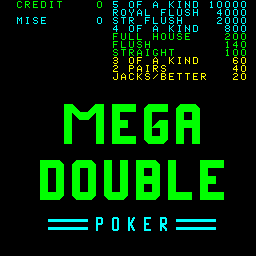 CREDIT 0 5 OF A KIND 10000
ROYAL FLUSH 4000
MISE 0 STR FLUSH 2000
4 OF A KIND 800
FULL HOUSE 200
FLUSH 140
STRAIGHT 100
3 OF A KIND 60
2 PAIRS 40
JACKS/BETTER 20
MEGA
DOUBLE
POKER